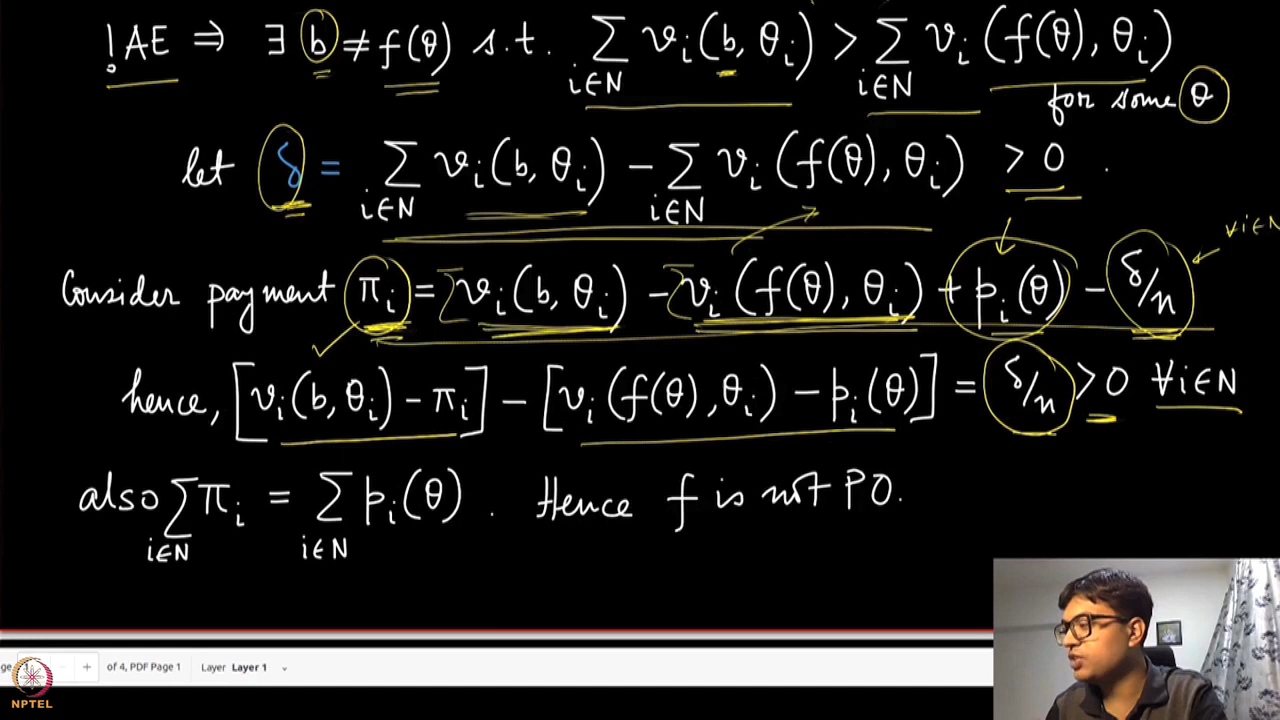 !AE ⇒ ∃ b ≠ f(θ) s.t. ∑_{i∈N} v_i(b, θ_i) > ∑_{i∈N} v_i(f(θ), θ_i)
for some θ
let δ = ∑_{i∈N} v_i(b, θ_i) − ∑_{i∈N} v_i(f(θ), θ_i) > 0 .
∀i∈N
Consider payment π_i = ∑ v_i(b, θ_i) − ∑ v_i(f(θ), θ_i) + p_i(θ) − δ/n
hence, [v_i(b, θ_i) − π_i] − [v_i(f(θ), θ_i) − p_i(θ)] = δ/n > 0 ∀i∈N
also ∑_{i∈N} π_i = ∑_{i∈N} p_i(θ) . Hence f is not PO.
of 4, PDF Page 1 Layer Layer 1
NPTEL